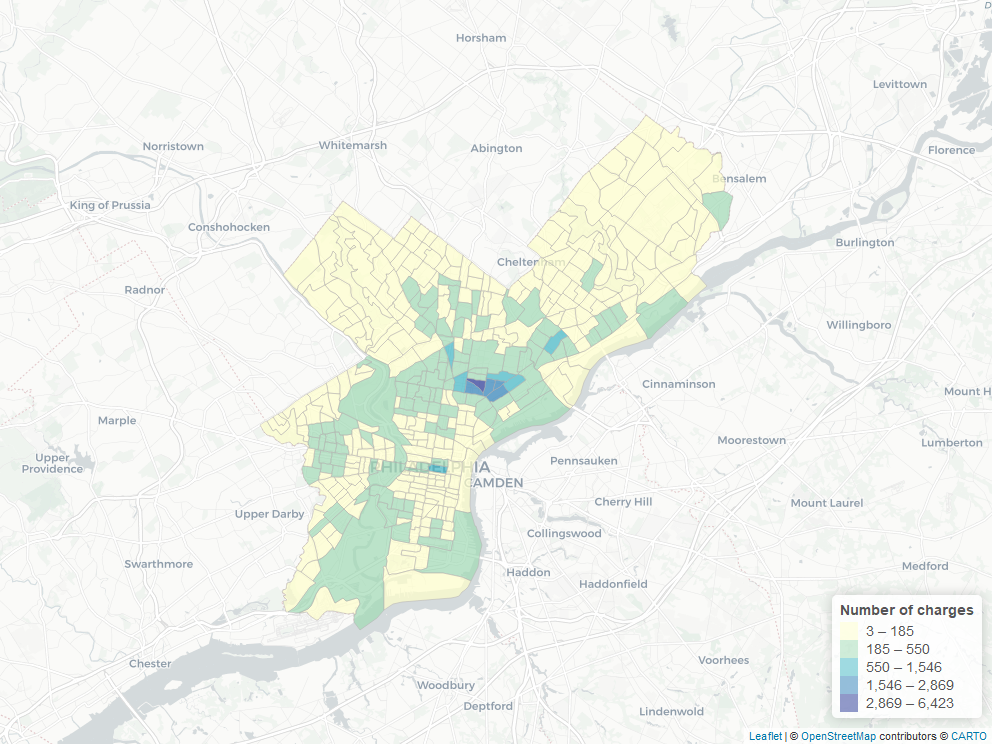 Horsham
Levittown
Norristown
Whitemarsh
Abington
Florence
Bensalem
King of Prussia
Conshohocken
Burlington
Cheltenham
Radnor
Willingboro
Cinnaminson
Mount H
Marple
Moorestown
Lumberton
Upper
Providence
Pennsauken
PHILADELPHIA
CAMDEN
Cherry Hill
Mount Laurel
Upper Darby
Collingswood
Swarthmore
Haddon
Haddonfield
Medford
Number of charges
3 – 185
185 – 550
550 – 1,546
1,546 – 2,869
2,869 – 6,423
Chester
Voorhees
Woodbury
Deptford
Lindenwold
Leaflet | © OpenStreetMap contributors © CARTO